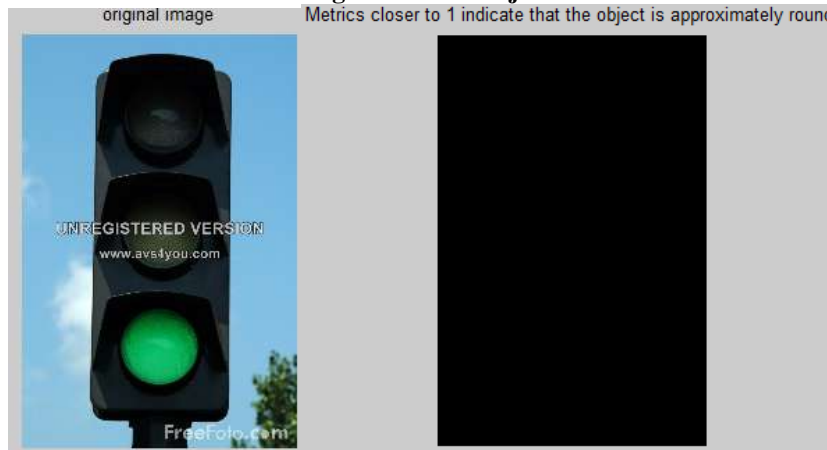 original image
Metrics closer to 1 indicate that the object is approximately round
UNREGISTERED VERSION
www.avs4you.com
FreeFoto.com